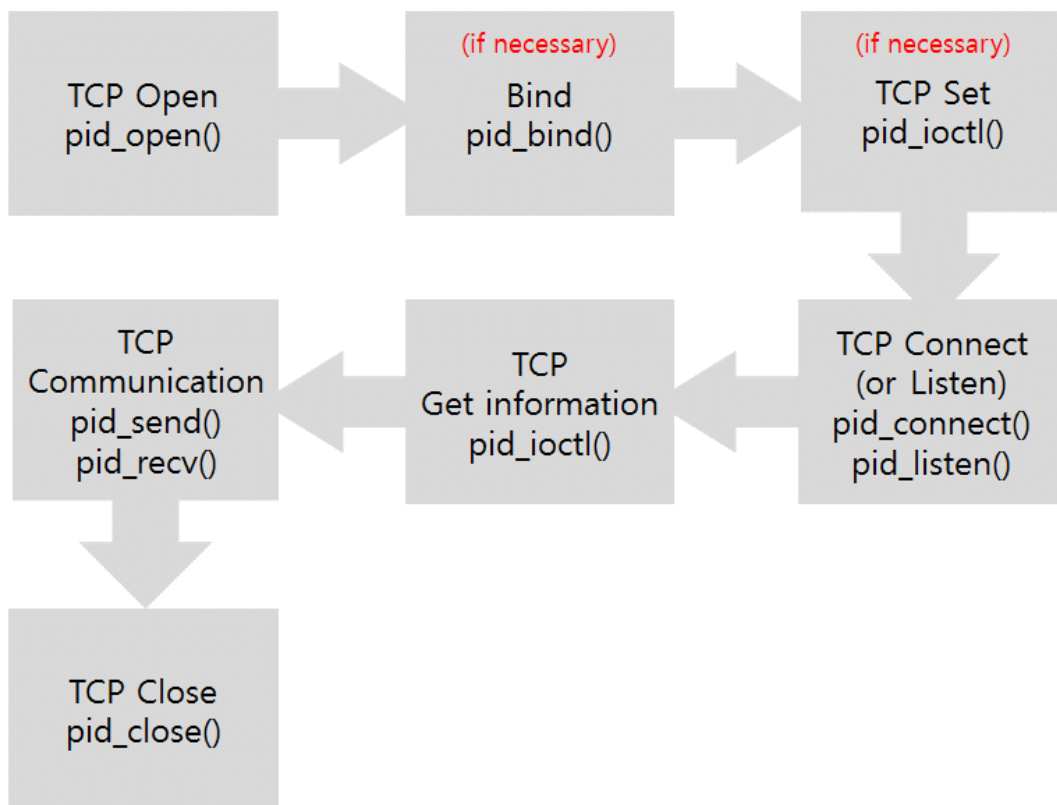 TCP Open
pid_open()
(if necessary)
Bind
pid_bind()
(if necessary)
TCP Set
pid_ioctl()
TCP Connect
(or Listen)
pid_connect()
pid_listen()
TCP
Get information
pid_ioctl()
TCP
Communication
pid_send()
pid_recv()
TCP Close
pid_close()